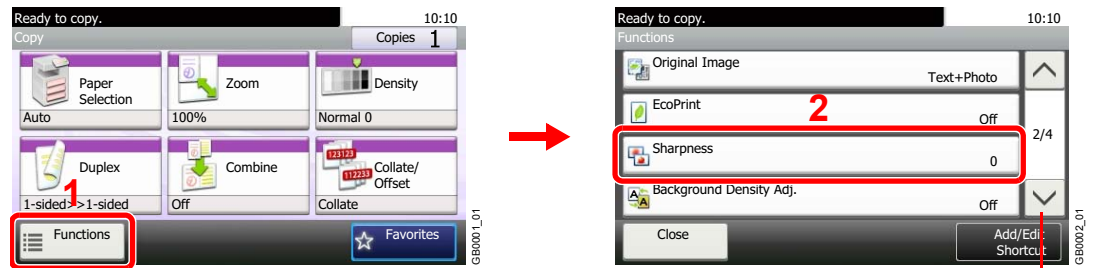 Ready to copy.
10:10
Copy
Copies 1
Paper
Selection
Auto
Zoom
100%
Density
Normal 0
Duplex
1-sided>>1-sided
Combine
Off
123123
112233
Collate/
Offset
Collate
1
Functions
Favorites
GB0001_01
Ready to copy.
10:10
Functions
Original Image
Text+Photo
EcoPrint
Off
2
2/4
Sharpness
0
Background Density Adj.
Off
Close
Add/Edit
Shortcut
GB0002_01